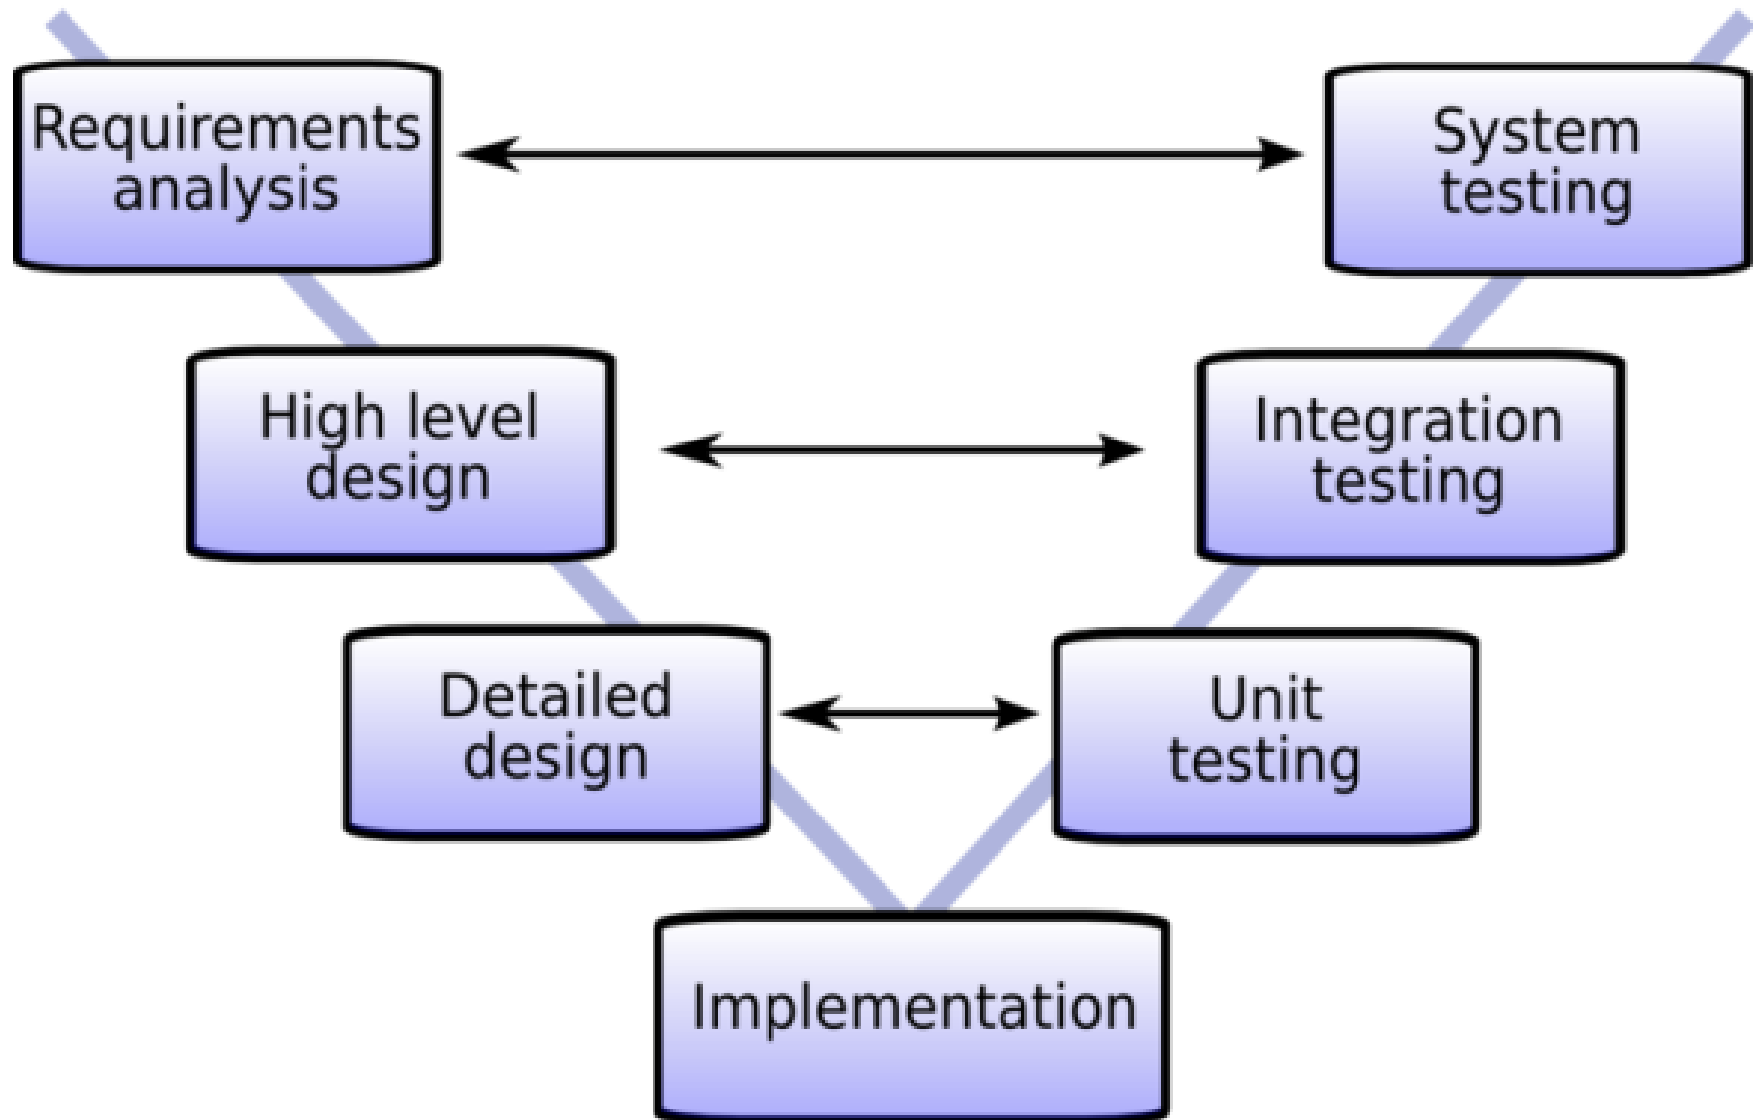 Requirements
analysis
System
testing
High level
design
Integration
testing
Detailed
design
Unit
testing
Implementation